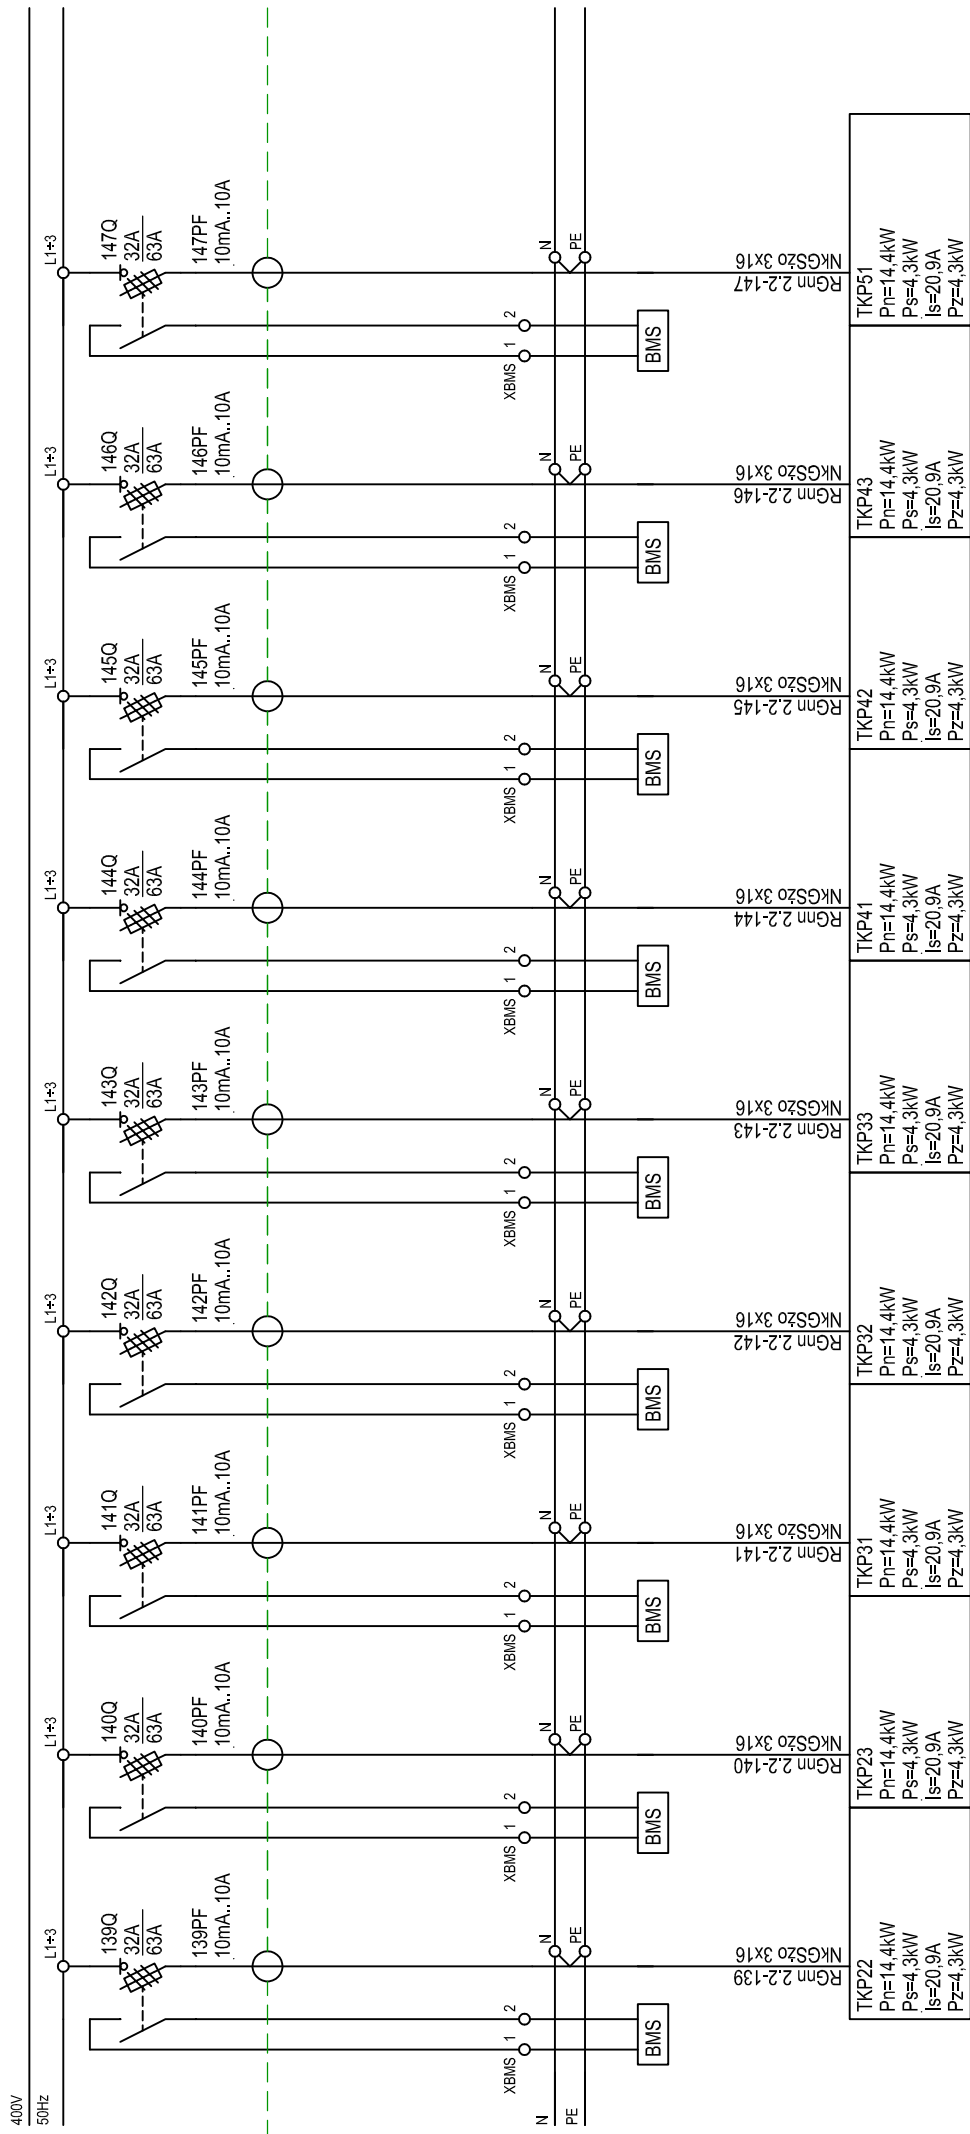 400V
50Hz
L1÷3
139Q
32A
63A
139PF
10mA..10A
XBMS 1 2
N
PE
N
PE
BMS
RGnn 2.2-139
NkGSżo 3x16
TKP22
Pn=14,4kW
Ps=4,3kW
Is=20,9A
Pz=4,3kW
L1÷3
140Q
32A
63A
140PF
10mA..10A
XBMS 1 2
N
PE
BMS
RGnn 2.2-140
NkGSżo 3x16
TKP23
Pn=14,4kW
Ps=4,3kW
Is=20,9A
Pz=4,3kW
L1÷3
141Q
32A
63A
141PF
10mA..10A
XBMS 1 2
N
PE
BMS
RGnn 2.2-141
NkGSżo 3x16
TKP31
Pn=14,4kW
Ps=4,3kW
Is=20,9A
Pz=4,3kW
L1÷3
142Q
32A
63A
142PF
10mA..10A
XBMS 1 2
N
PE
BMS
RGnn 2.2-142
NkGSżo 3x16
TKP32
Pn=14,4kW
Ps=4,3kW
Is=20,9A
Pz=4,3kW
L1÷3
143Q
32A
63A
143PF
10mA..10A
XBMS 1 2
N
PE
BMS
RGnn 2.2-143
NkGSżo 3x16
TKP33
Pn=14,4kW
Ps=4,3kW
Is=20,9A
Pz=4,3kW
L1÷3
144Q
32A
63A
144PF
10mA..10A
XBMS 1 2
N
PE
BMS
RGnn 2.2-144
NkGSżo 3x16
TKP41
Pn=14,4kW
Ps=4,3kW
Is=20,9A
Pz=4,3kW
L1÷3
145Q
32A
63A
145PF
10mA..10A
XBMS 1 2
N
PE
BMS
RGnn 2.2-145
NkGSżo 3x16
TKP42
Pn=14,4kW
Ps=4,3kW
Is=20,9A
Pz=4,3kW
L1÷3
146Q
32A
63A
146PF
10mA..10A
XBMS 1 2
N
PE
BMS
RGnn 2.2-146
NkGSżo 3x16
TKP43
Pn=14,4kW
Ps=4,3kW
Is=20,9A
Pz=4,3kW
L1÷3
147Q
32A
63A
147PF
10mA..10A
XBMS 1 2
N
PE
BMS
RGnn 2.2-147
NkGSżo 3x16
TKP51
Pn=14,4kW
Ps=4,3kW
Is=20,9A
Pz=4,3kW